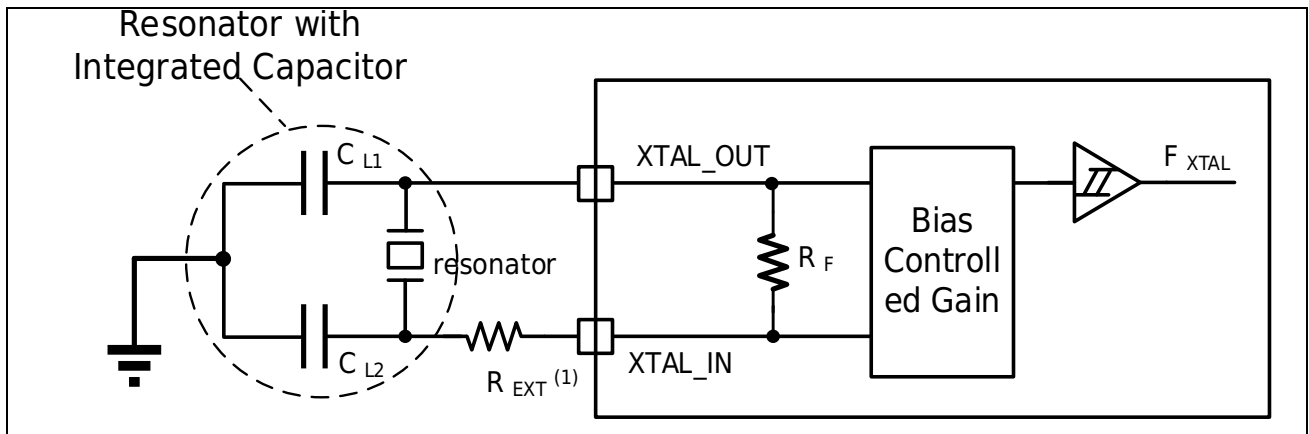 Resonator with
Integrated Capacitor
C L1
XTAL_OUT
F XTAL
Bias
Controll
ed Gain
resonator
R F
C L2
R EXT (1)
XTAL_IN